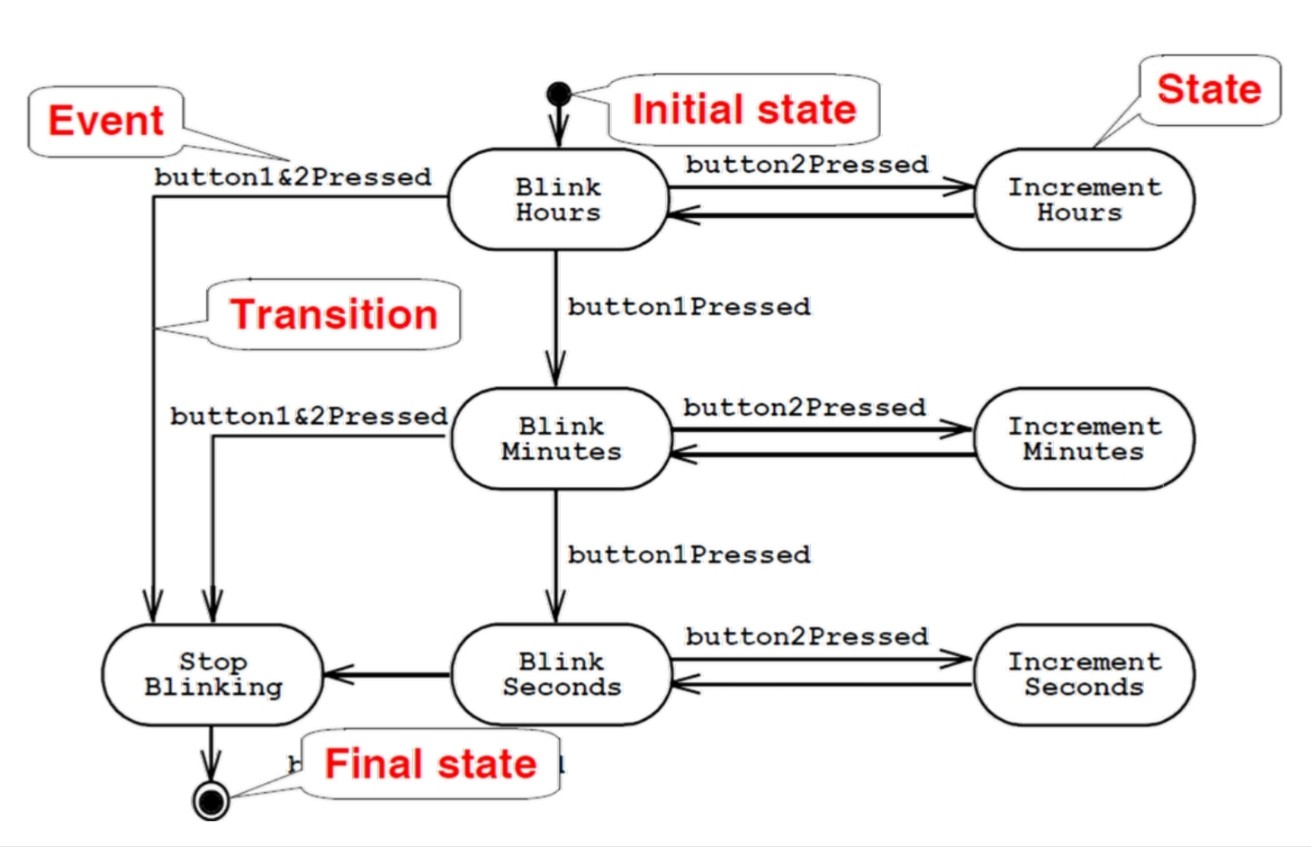 Event
Initial state
State
button1&2Pressed
Blink
Hours
button2Pressed
Increment
Hours
Transition
button1Pressed
button1&2Pressed
Blink
Minutes
button2Pressed
Increment
Minutes
button1Pressed
Stop
Blinking
Blink
Seconds
button2Pressed
Increment
Seconds
Final state